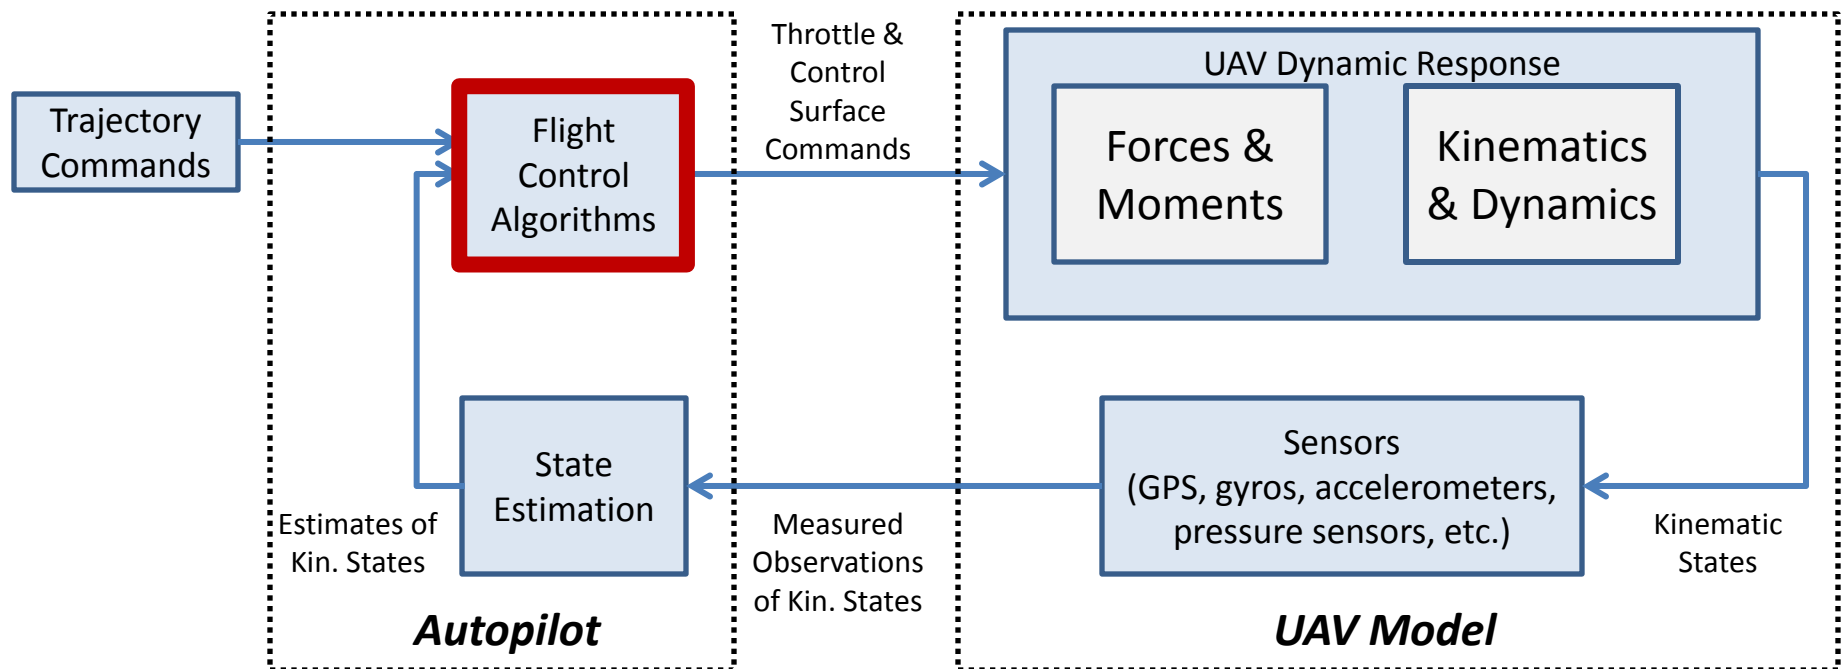 Trajectory
Commands
Flight
Control
Algorithms
Throttle &
Control
Surface
Commands
UAV Dynamic Response
Forces &
Moments
Kinematics
& Dynamics
State
Estimation
Estimates of
Kin. States
Measured
Observations
of Kin. States
Sensors
(GPS, gyros, accelerometers,
pressure sensors, etc.)
Kinematic
States
Autopilot
UAV Model